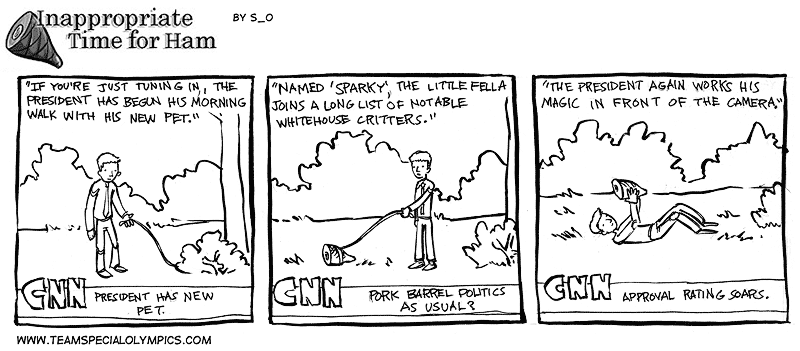 Inappropriate
Time for Ham
BY S_O
"IF YOU'RE JUST TUNING IN, THE
PRESIDENT HAS BEGUN HIS MORNING
WALK WITH HIS NEW PET."
CNN
PRESIDENT HAS NEW
PET.
"NAMED 'SPARKY', THE LITTLE FELLA
JOINS A LONG LIST OF NOTABLE
WHITEHOUSE CRITTERS."
CNN
PORK BARREL POLITICS
AS USUAL?
"THE PRESIDENT AGAIN WORKS HIS
MAGIC IN FRONT OF THE CAMERA."
CNN
APPROVAL RATING SOARS.
WWW.TEAMSPECIALOLYMPICS.COM